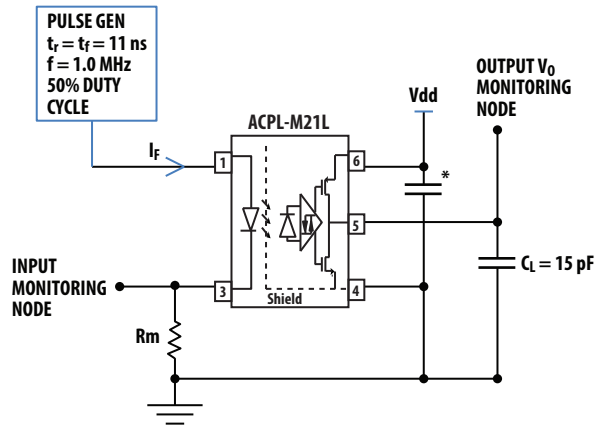 PULSE GEN
tr = tf = 11 ns
f = 1.0 MHz
50% DUTY
CYCLE
OUTPUT V0
MONITORING
NODE
Vdd
ACPL-M21L
IF
1
6
*
5
CL = 15 pF
INPUT
MONITORING
NODE
3
4
Shield
Rm